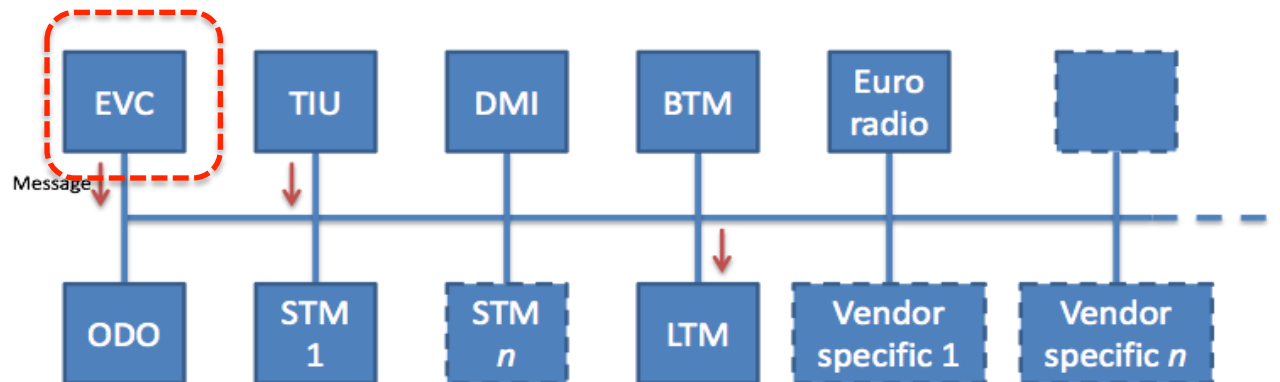 EVC
TIU
DMI
BTM
Euro
radio
Message
ODO
STM
1
STM
n
LTM
Vendor
specific 1
Vendor
specific n